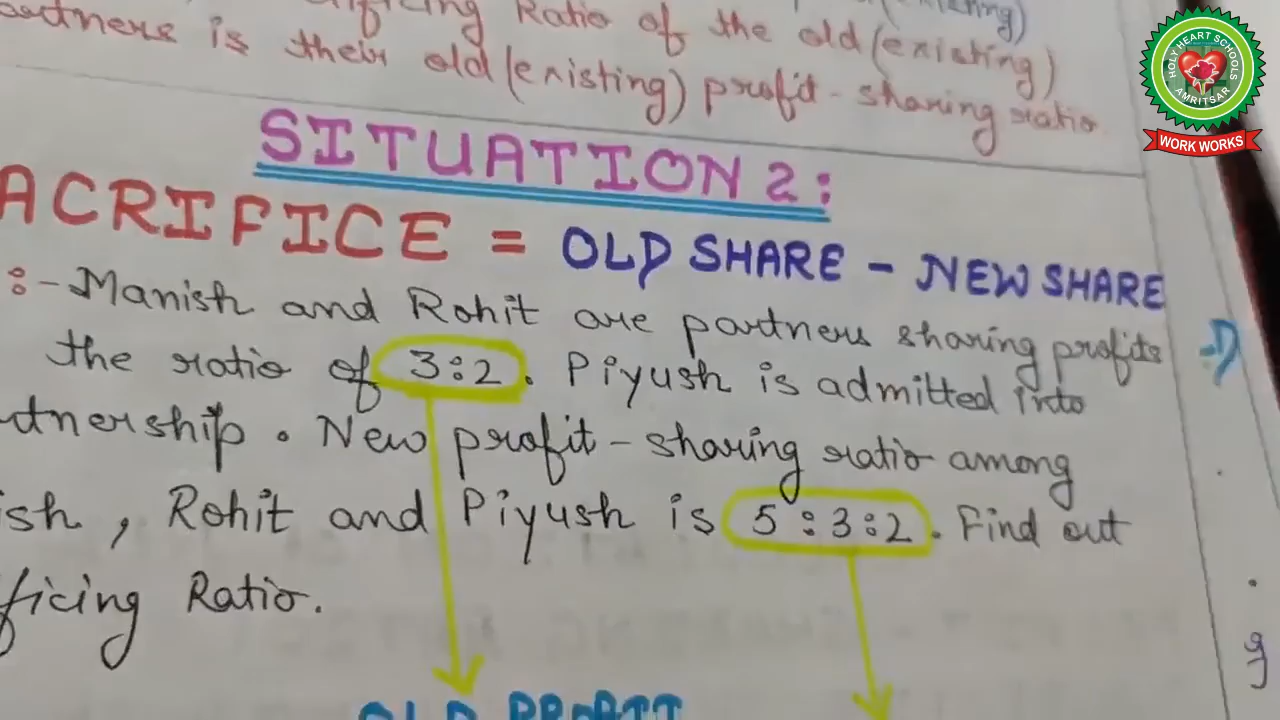 Ratio of the old (existing)
partners is their old (existing) profit-sharing ratio
SITUATION 2:
ACRIFICE = OLD SHARE - NEW SHARE
:- Manish and Rohit are partners sharing profits
the ratio of 3:2. Piyush is admitted into
tnership. New profit-sharing ratio among
ish, Rohit and Piyush is 5:3:2. Find out
ficing Ratio.
OLD PROFIT
HOLY HEART SCHOOLS
AMRITSAR
WORK WORKS